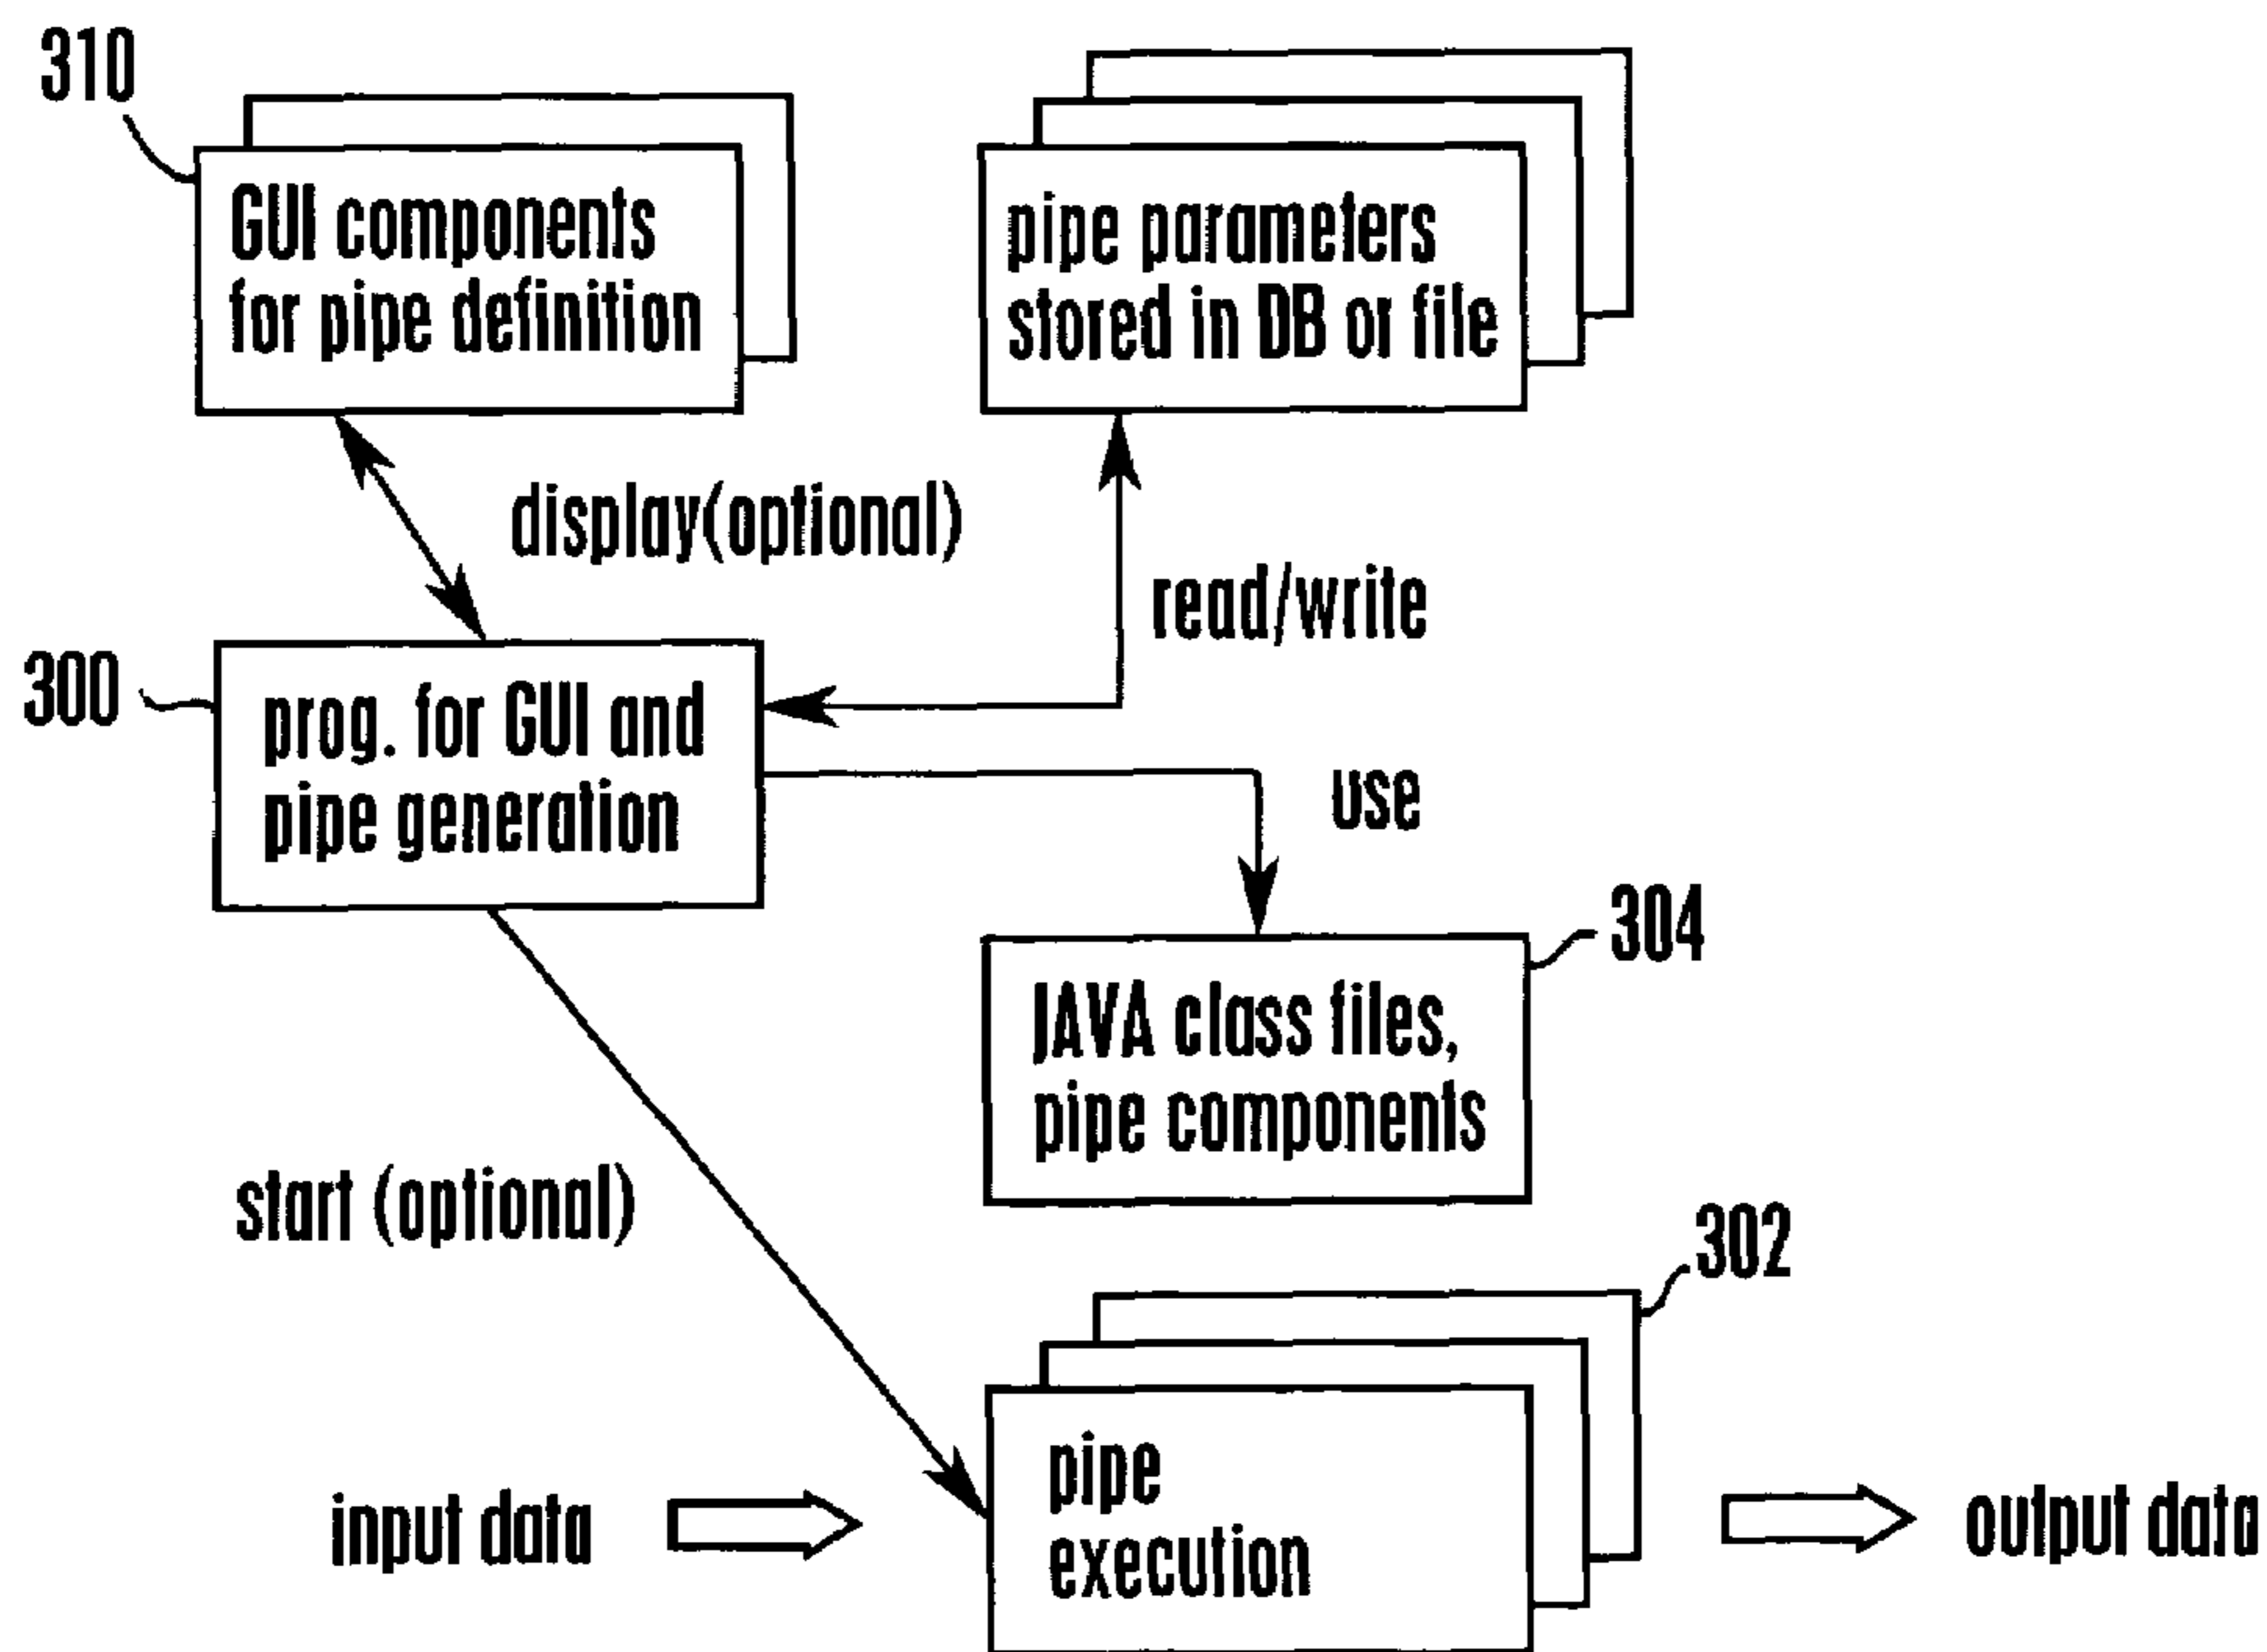 310
GUI components
for pipe definition
pipe parameters
stored in DB or file
display(optional)
read/write
300
prog. for GUI and
pipe generation
use
304
JAVA class files,
pipe components
start (optional)
302
input data
pipe
execution
output data